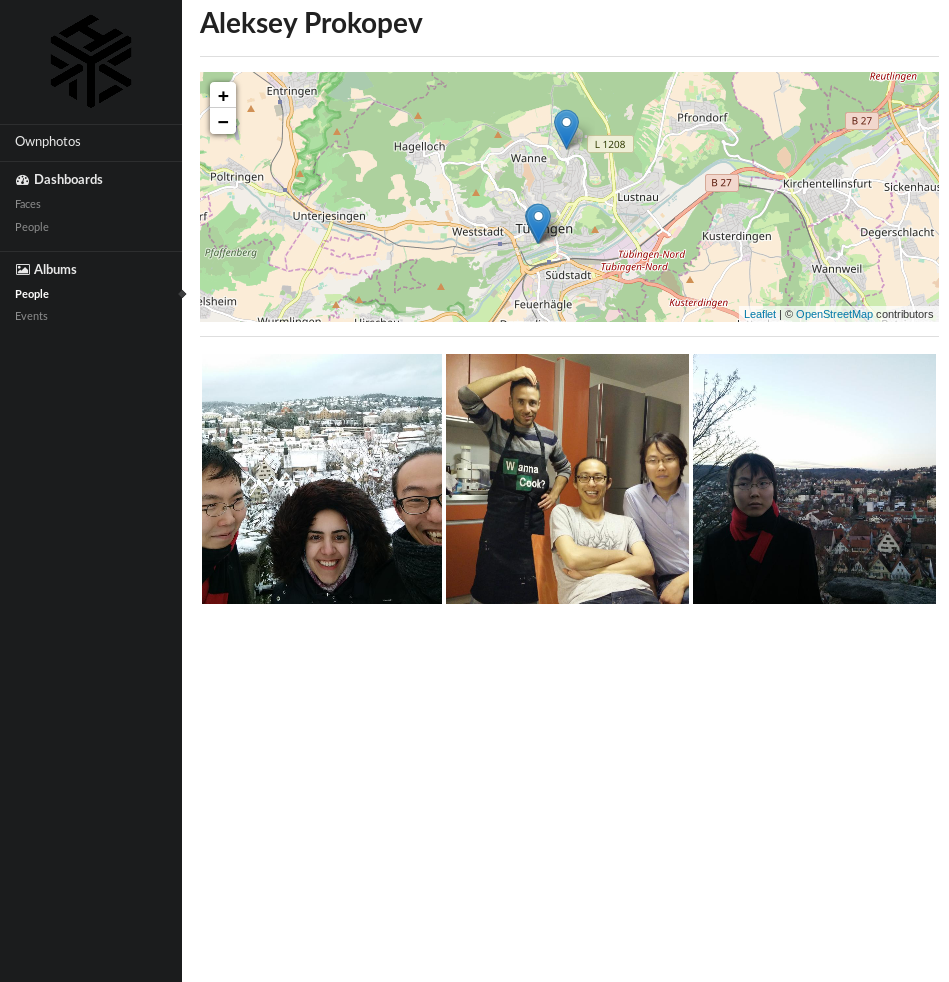 Aleksey Prokopev
Ownphotos
Dashboards
Faces
People
Albums
People
Events
+
−
Entringen
Reutlingen
B 27
Pfrondorf
Hagelloch
L 1208
Wanne
Poltringen
B 27
Kirchentellinsfurt
Sickenhaus
Lustnau
Unterjesingen
Weststadt
Kusterdingen
Degerschlacht
Pfaffenberg
Tübingen-Nord
Tübingen-Nord
Südstadt
Wannweil
elsheim
Feuerhägle
Kusterdingen
Wurmlingen
Hirschau
Leaflet | © OpenStreetMap contributors
Wanna
Cook?